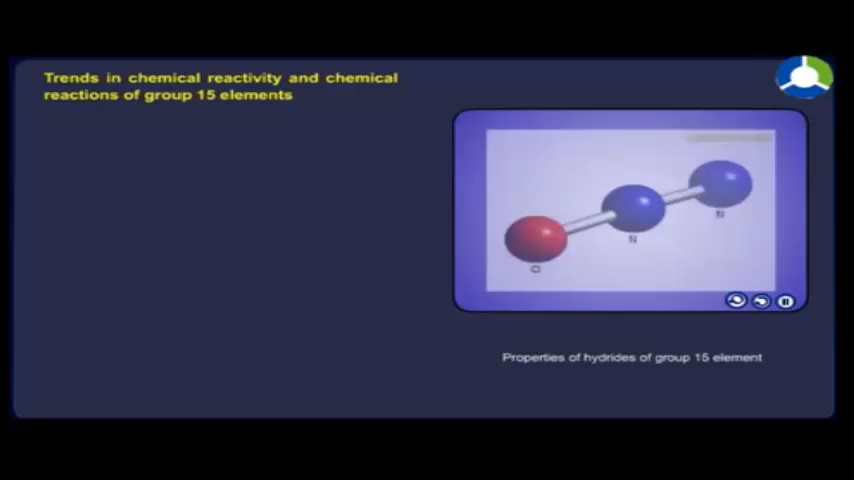 Trends in chemical reactivity and chemical
reactions of group 15 elements
N
N
O
Properties of hydrides of group 15 element